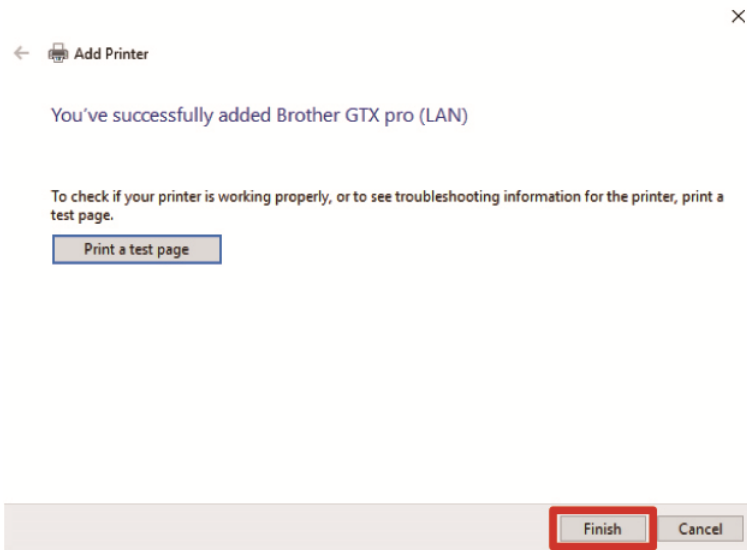 Add Printer
You've successfully added Brother GTX pro (LAN)
To check if your printer is working properly, or to see troubleshooting information for the printer, print a
test page.
Print a test page
Finish Cancel